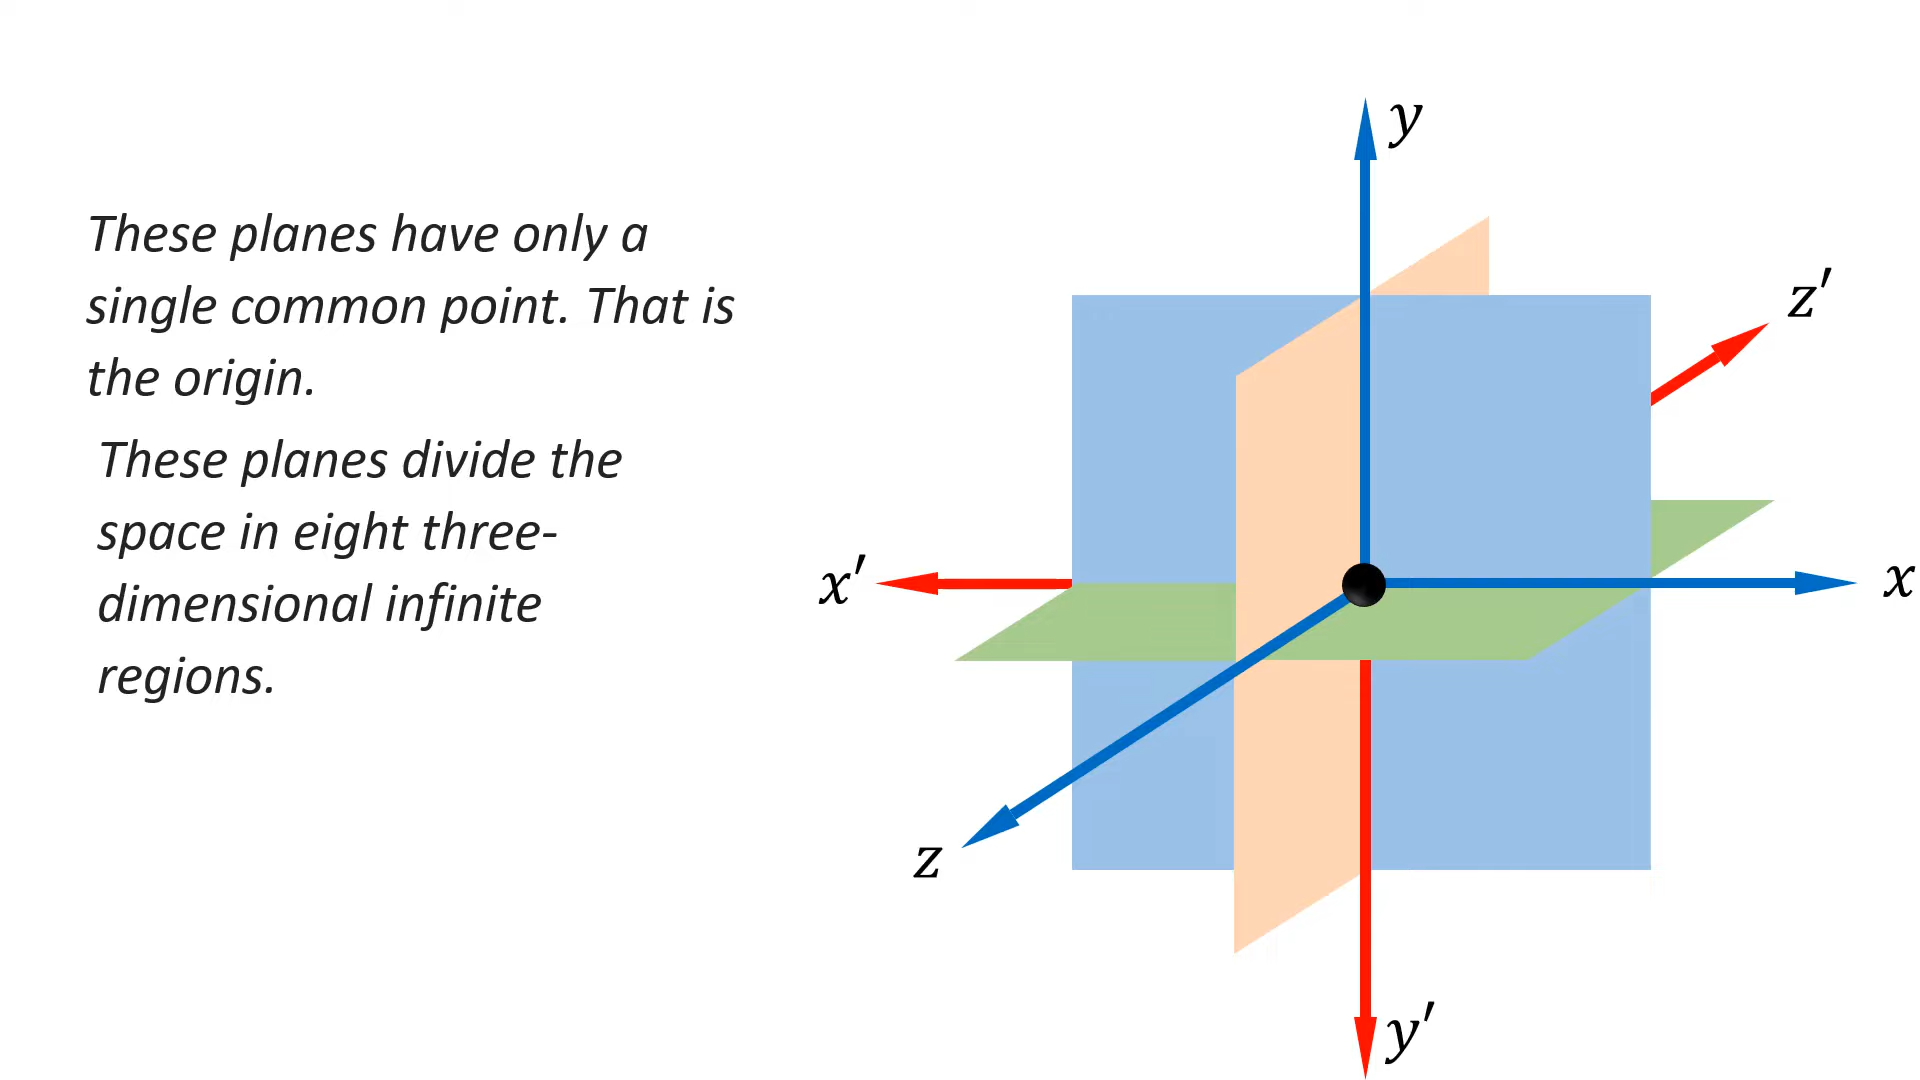 These planes have only a
single common point. That is
the origin.
These planes divide the
space in eight three-
dimensional infinite
regions.
y
z′
x′
x
z
y′